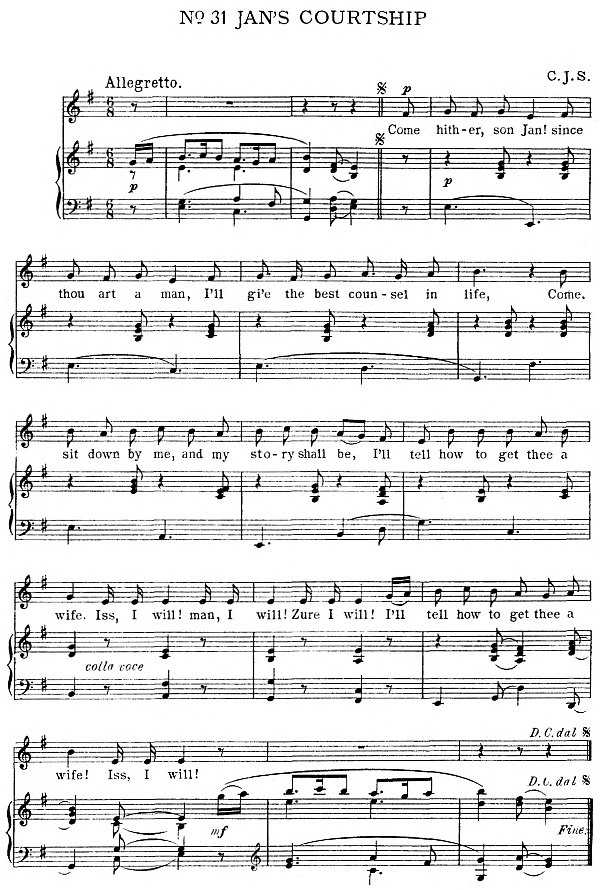 No 31 JAN'S COURTSHIP
C. J. S.
Allegretto.
p
Come hith-er, son Jan! since
p
p
thou art a man, I'll gi'e the best coun-sel in life, Come.
sit down by me, and my sto-ry shall be, I'll tell how to get thee a
wife. Iss, I will! man, I will! Zure I will! I'll tell how to get thee a
colla voce
D.C. dal
wife! Iss, I will!
D.C. dal
mf
Fine.